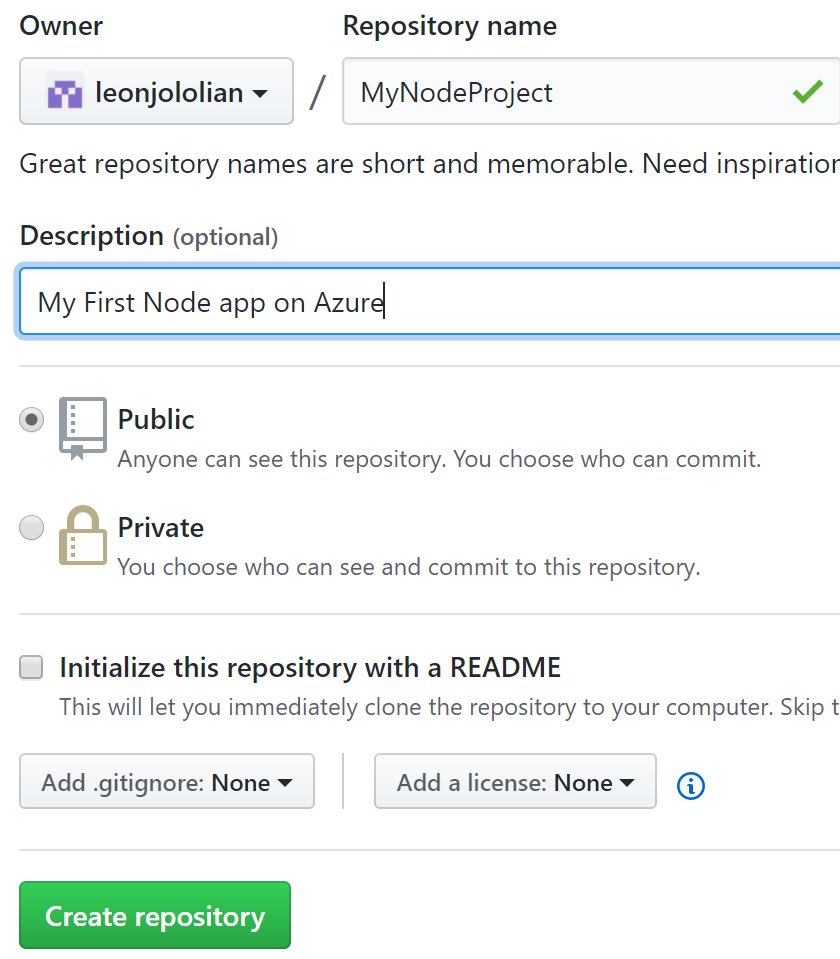 Owner Repository name
leonjololian / MyNodeProject
Great repository names are short and memorable. Need inspiration
Description (optional)
My First Node app on Azure
Public
Anyone can see this repository. You choose who can commit.
Private
You choose who can see and commit to this repository.
Initialize this repository with a README
This will let you immediately clone the repository to your computer. Skip t
Add .gitignore: None Add a license: None
Create repository